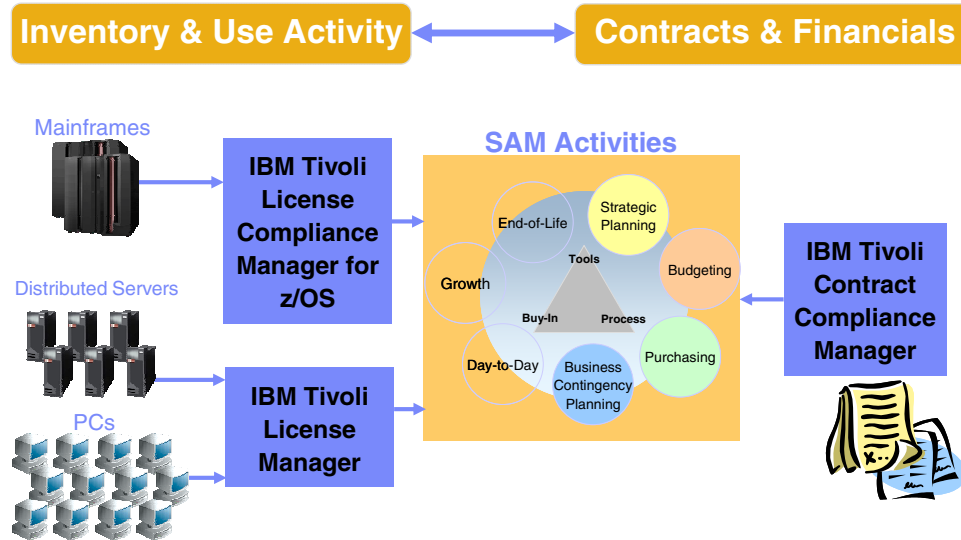 Inventory & Use Activity
Contracts & Financials
Mainframes
IBM Tivoli
License
Compliance
Manager for
z/OS
Distributed Servers
IBM Tivoli
License
Manager
PCs
SAM Activities
End-of-Life
Strategic
Planning
Growth
Tools
Budgeting
Buy-In
Process
Day-to-Day
Business
Contingency
Planning
Purchasing
IBM Tivoli
Contract
Compliance
Manager